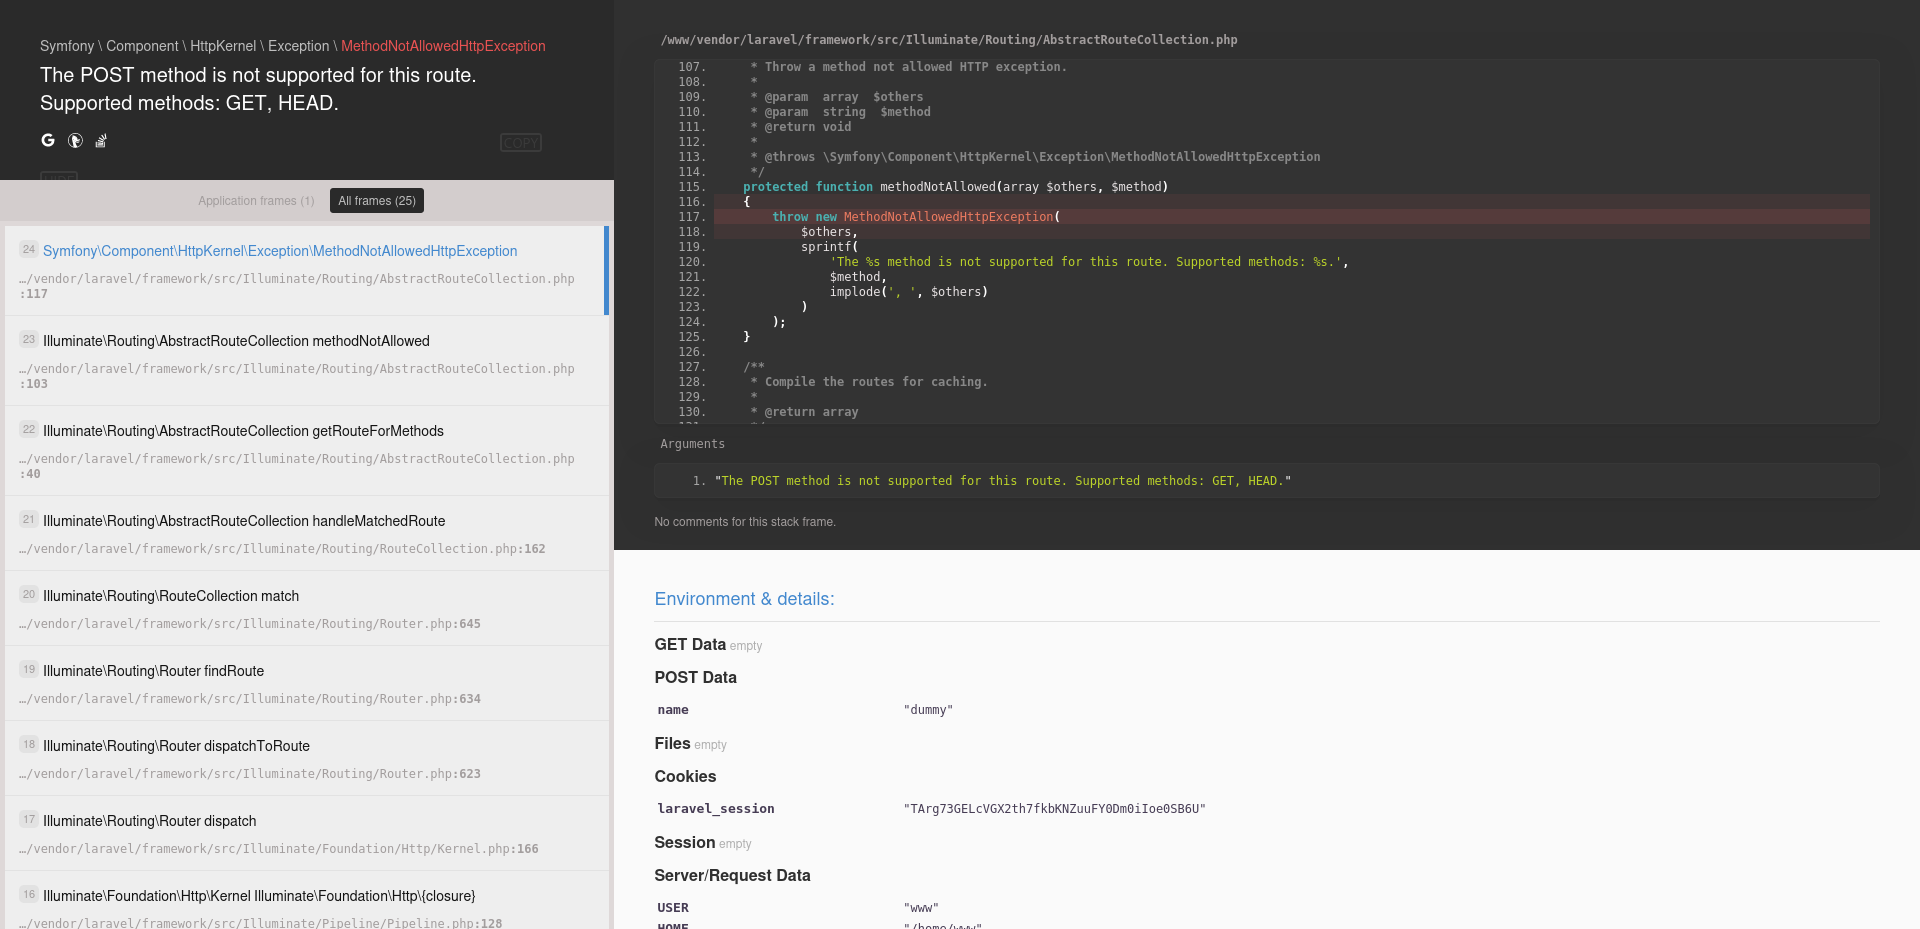 Symfony \ Component \ HttpKernel \ Exception \ MethodNotAllowedHttpException
The POST method is not supported for this route.
Supported methods: GET, HEAD.
COPY
HIDE
Application frames (1)
All frames (25)
24 Symfony\Component\HttpKernel\Exception\MethodNotAllowedHttpException
…/vendor/laravel/framework/src/Illuminate/Routing/AbstractRouteCollection.php
:117
23 Illuminate\Routing\AbstractRouteCollection methodNotAllowed
…/vendor/laravel/framework/src/Illuminate/Routing/AbstractRouteCollection.php
:103
22 Illuminate\Routing\AbstractRouteCollection getRouteForMethods
…/vendor/laravel/framework/src/Illuminate/Routing/AbstractRouteCollection.php
:40
21 Illuminate\Routing\AbstractRouteCollection handleMatchedRoute
…/vendor/laravel/framework/src/Illuminate/Routing/RouteCollection.php:162
20 Illuminate\Routing\RouteCollection match
…/vendor/laravel/framework/src/Illuminate/Routing/Router.php:645
19 Illuminate\Routing\Router findRoute
…/vendor/laravel/framework/src/Illuminate/Routing/Router.php:634
18 Illuminate\Routing\Router dispatchToRoute
…/vendor/laravel/framework/src/Illuminate/Routing/Router.php:623
17 Illuminate\Routing\Router dispatch
…/vendor/laravel/framework/src/Illuminate/Foundation/Http/Kernel.php:166
16 Illuminate\Foundation\Http\Kernel Illuminate\Foundation\Http\{closure}
…/vendor/laravel/framework/src/Illuminate/Pipeline/Pipeline.php:128
/www/vendor/laravel/framework/src/Illuminate/Routing/AbstractRouteCollection.php
107.      * Throw a method not allowed HTTP exception.
108.      *
109.      * @param  array  $others
110.      * @param  string  $method
111.      * @return void
112.      *
113.      * @throws \Symfony\Component\HttpKernel\Exception\MethodNotAllowedHttpException
114.      */
115.     protected function methodNotAllowed(array $others, $method)
116.     {
117.         throw new MethodNotAllowedHttpException(
118.             $others,
119.             sprintf(
120.                 'The %s method is not supported for this route. Supported methods: %s.',
121.                 $method,
122.                 implode(', ', $others)
123.             )
124.         );
125.     }
126.
127.     /**
128.      * Compile the routes for caching.
129.      *
130.      * @return array
131.      */
Arguments
1. "The POST method is not supported for this route. Supported methods: GET, HEAD."
No comments for this stack frame.
Environment & details:
GET Data empty
POST Data
name "dummy"
Files empty
Cookies
laravel_session "TArg73GELcVGX2th7fkbKNZuuFY0Dm0iIoe0SB6U"
Session empty
Server/Request Data
USER "www"
HOME "/home/www"